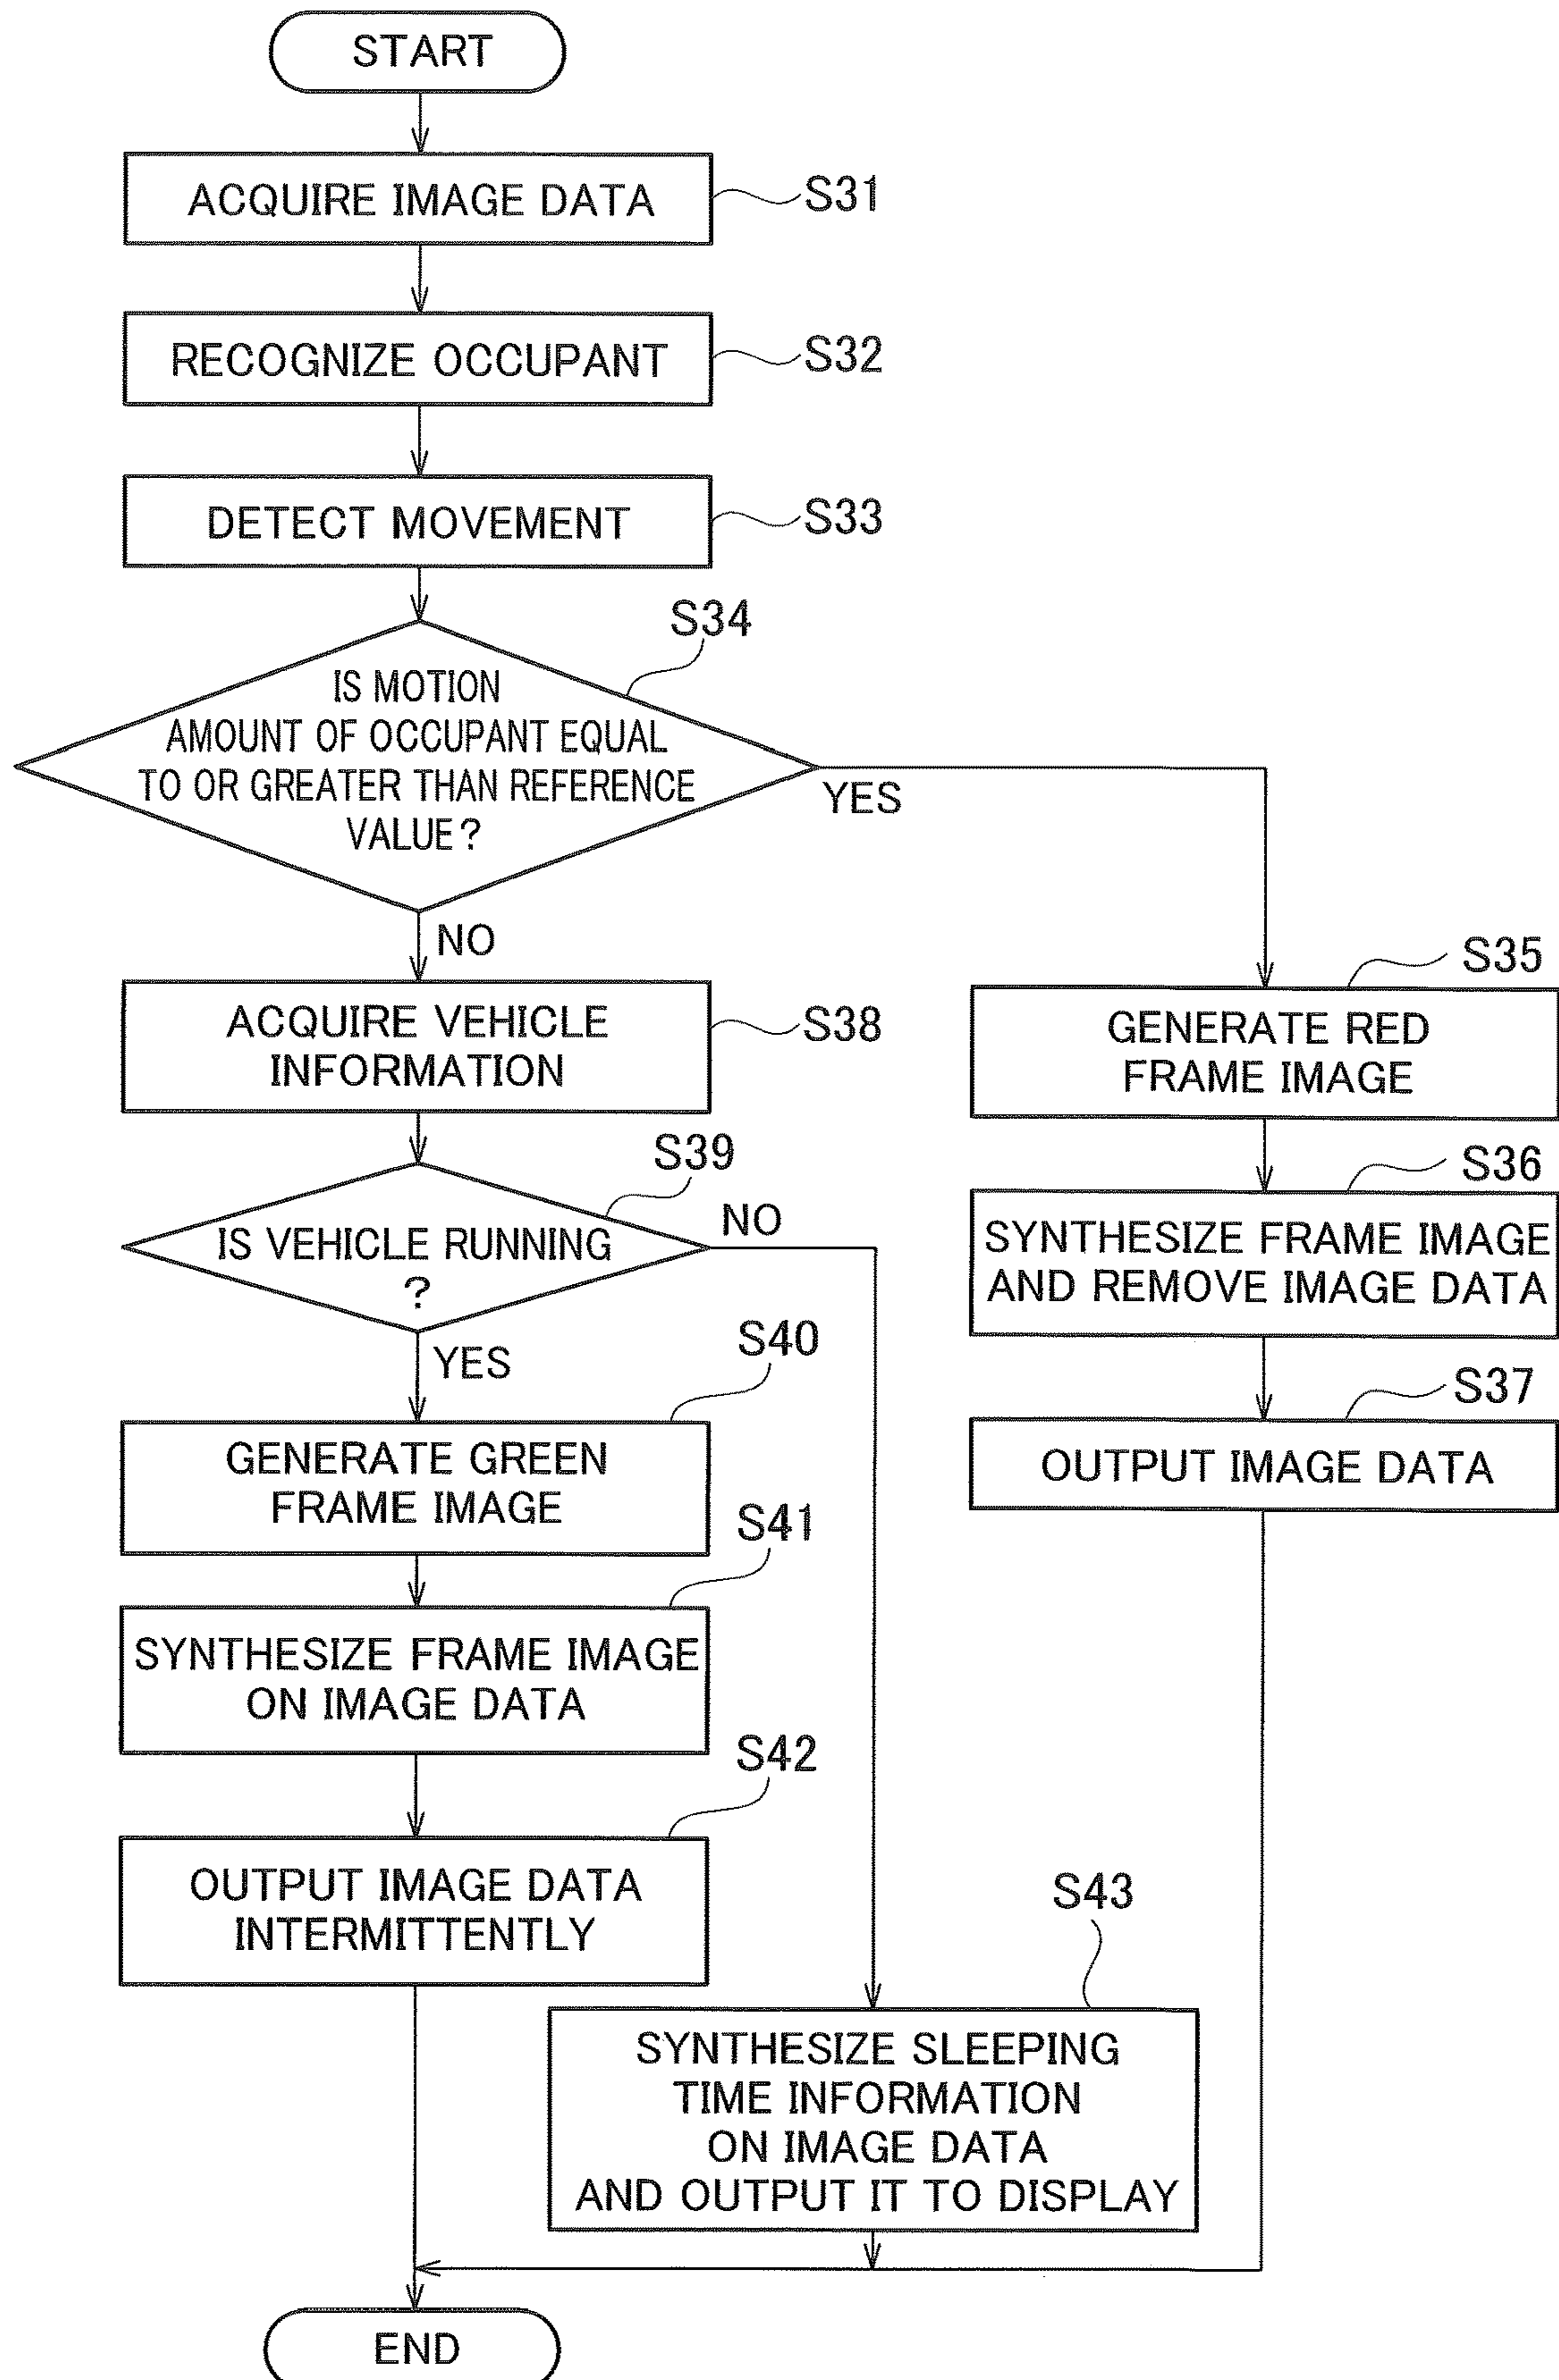 START
ACQUIRE IMAGE DATA
S31
RECOGNIZE OCCUPANT
S32
DETECT MOVEMENT
S33
S34
IS MOTION
AMOUNT OF OCCUPANT EQUAL
TO OR GREATER THAN REFERENCE
VALUE?
YES
NO
S35
GENERATE RED
FRAME IMAGE
ACQUIRE VEHICLE
INFORMATION
S38
S36
SYNTHESIZE FRAME IMAGE
AND REMOVE IMAGE DATA
S39
IS VEHICLE RUNNING
?
NO
YES
S37
OUTPUT IMAGE DATA
S40
GENERATE GREEN
FRAME IMAGE
S41
SYNTHESIZE FRAME IMAGE
ON IMAGE DATA
S42
OUTPUT IMAGE DATA
INTERMITTENTLY
S43
SYNTHESIZE SLEEPING
TIME INFORMATION
ON IMAGE DATA
AND OUTPUT IT TO DISPLAY
END